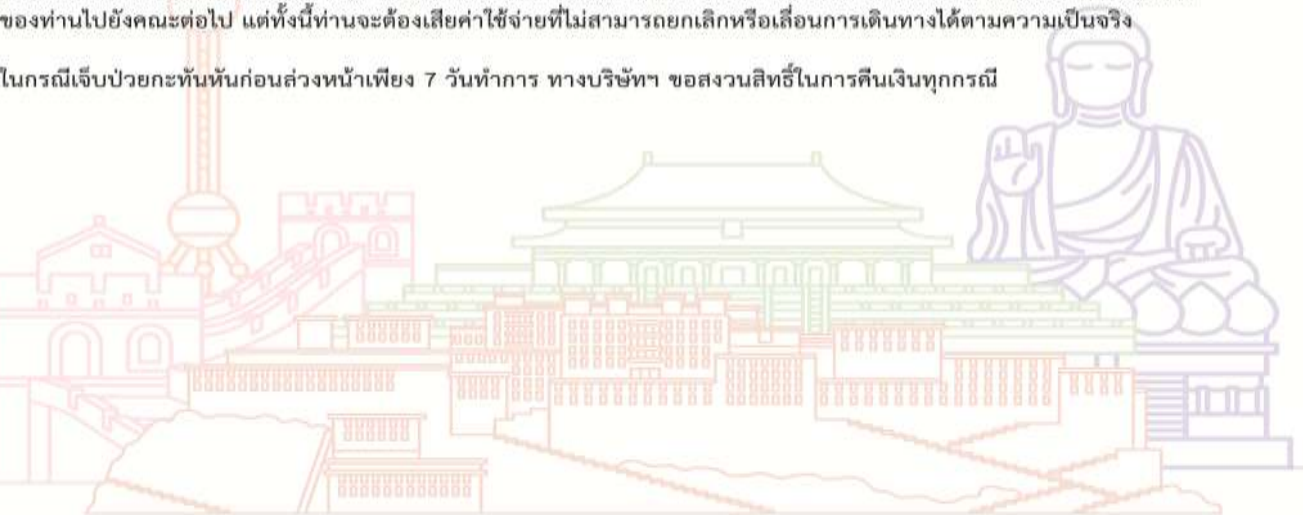 ของท่านไปยังคณะต่อไป แต่ทั้งนี้ท่านจะต้องเสียค่าใช้จ่ายที่ไม่สามารถยกเลิกหรือเลื่อนการเดินทางได้ตามความเป็นจริง
ในกรณีเจ็บป่วยกะทันหันก่อนล่วงหน้าเพียง 7 วันทำการ ทางบริษัทฯ ขอสงวนสิทธิ์ในการคืนเงินทุกกรณี